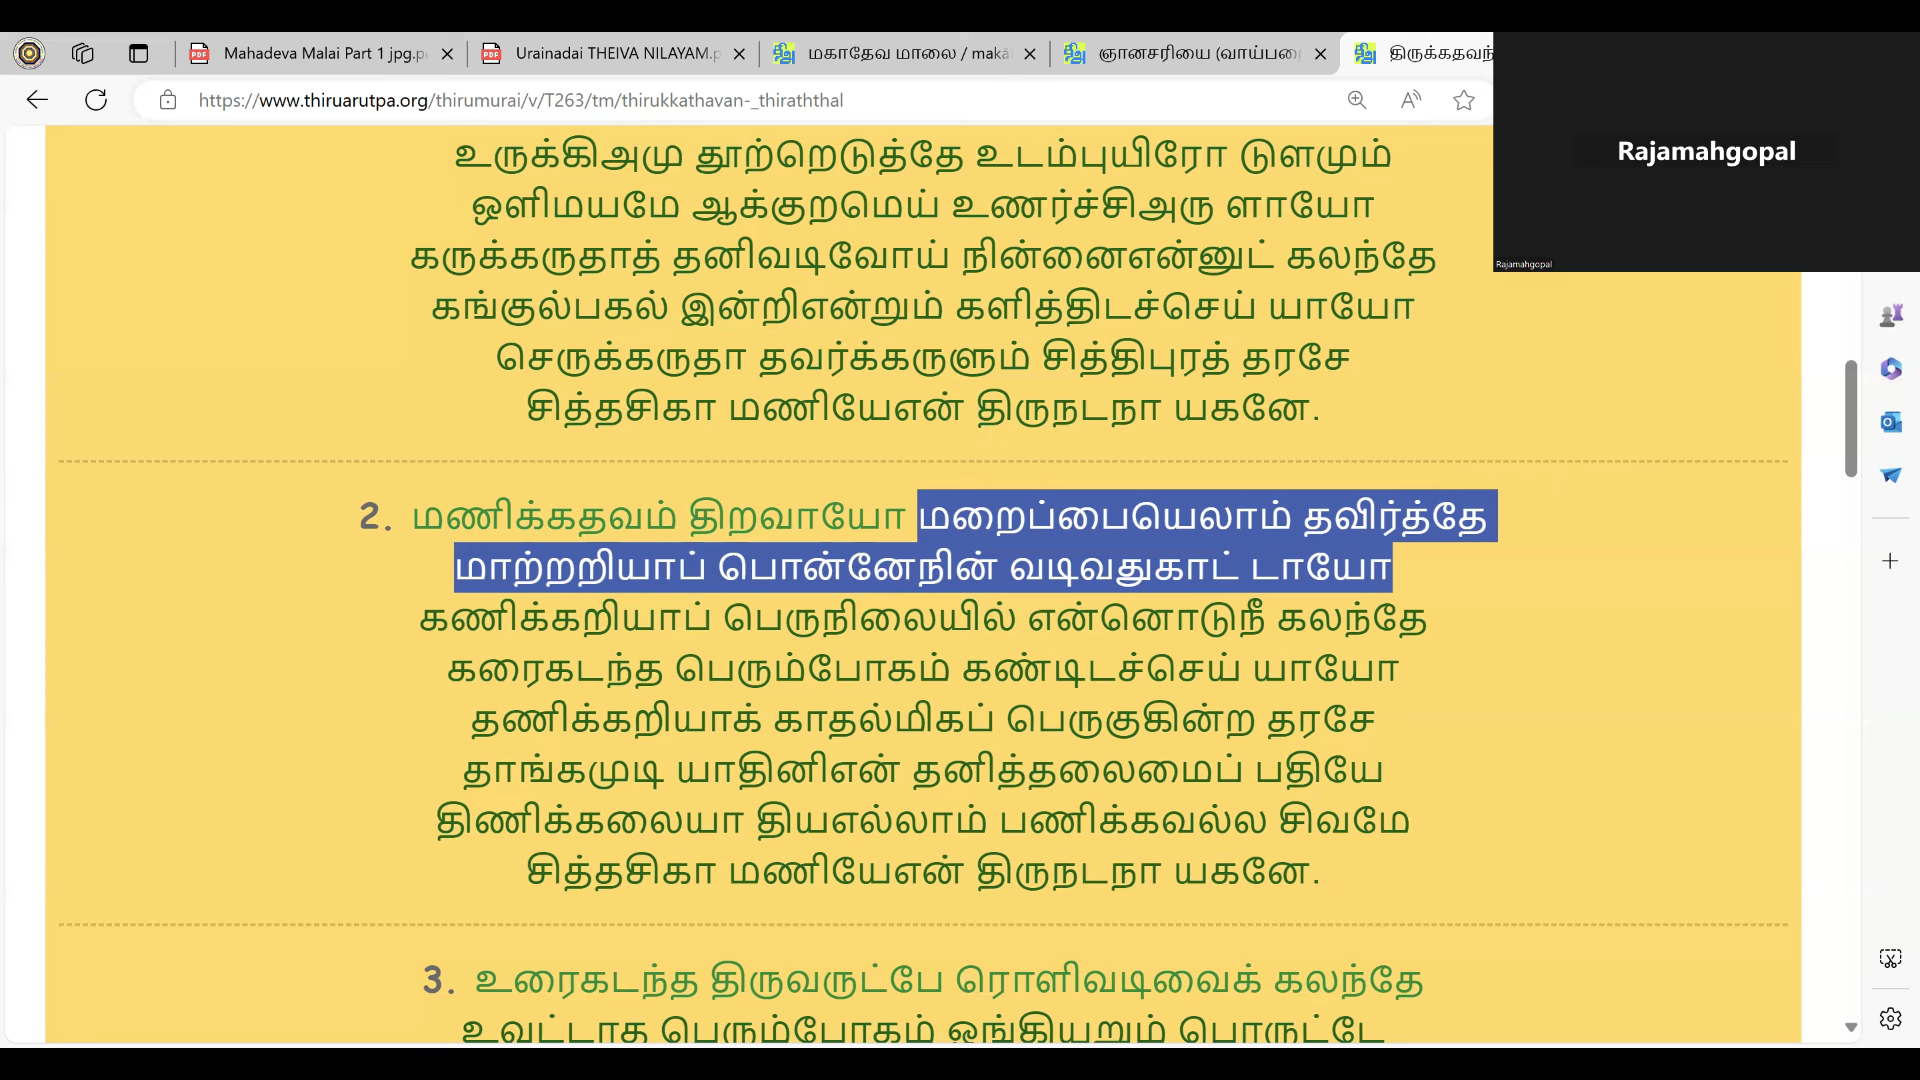 Mahadeva Malai Part 1 jpg.p
Urainadai THEIVA NILAYAM.p
மகாதேவ மாலை / makā
ஞானசரியை (வாய்பறை
திருக்கதவந்
https://www.thiruarutpa.org/thirumurai/v/T263/tm/thirukkathavan-_thiraththal
Rajamahgopal
Rajamahgopal
உருக்கிஅமு தூற்றெடுத்தே உடம்புயிரோ டுளமும்
ஒளிமயமே ஆக்குறமெய் உணர்ச்சிஅரு ளாயோ
கருக்கருதாத் தனிவடிவோய் நின்னைஎன்னுட் கலந்தே
கங்குல்பகல் இன்றிஎன்றும் களித்திடச்செய் யாயோ
செருக்கருதா தவர்க்கருளும் சித்திபுரத் தரசே
சித்தசிகா மணியேஎன் திருநடநா யகனே.
2. மணிக்கதவம் திறவாயோ மறைப்பையெலாம் தவிர்த்தே
மாற்றறியாப் பொன்னேநின் வடிவதுகாட் டாயோ
கணிக்கறியாப் பெருநிலையில் என்னொடுநீ கலந்தே
கரைகடந்த பெரும்போகம் கண்டிடச்செய் யாயோ
தணிக்கறியாக் காதல்மிகப் பெருகுகின்ற தரசே
தாங்கமுடி யாதினிஎன் தனித்தலைமைப் பதியே
திணிக்கலையா தியஎல்லாம் பணிக்கவல்ல சிவமே
சித்தசிகா மணியேஎன் திருநடநா யகனே.
3. உரைகடந்த திருவருட்பே ரொளிவடிவைக் கலந்தே
உவட்டாத பெரும்போகம் ஓங்கியுறும் பொருட்டே